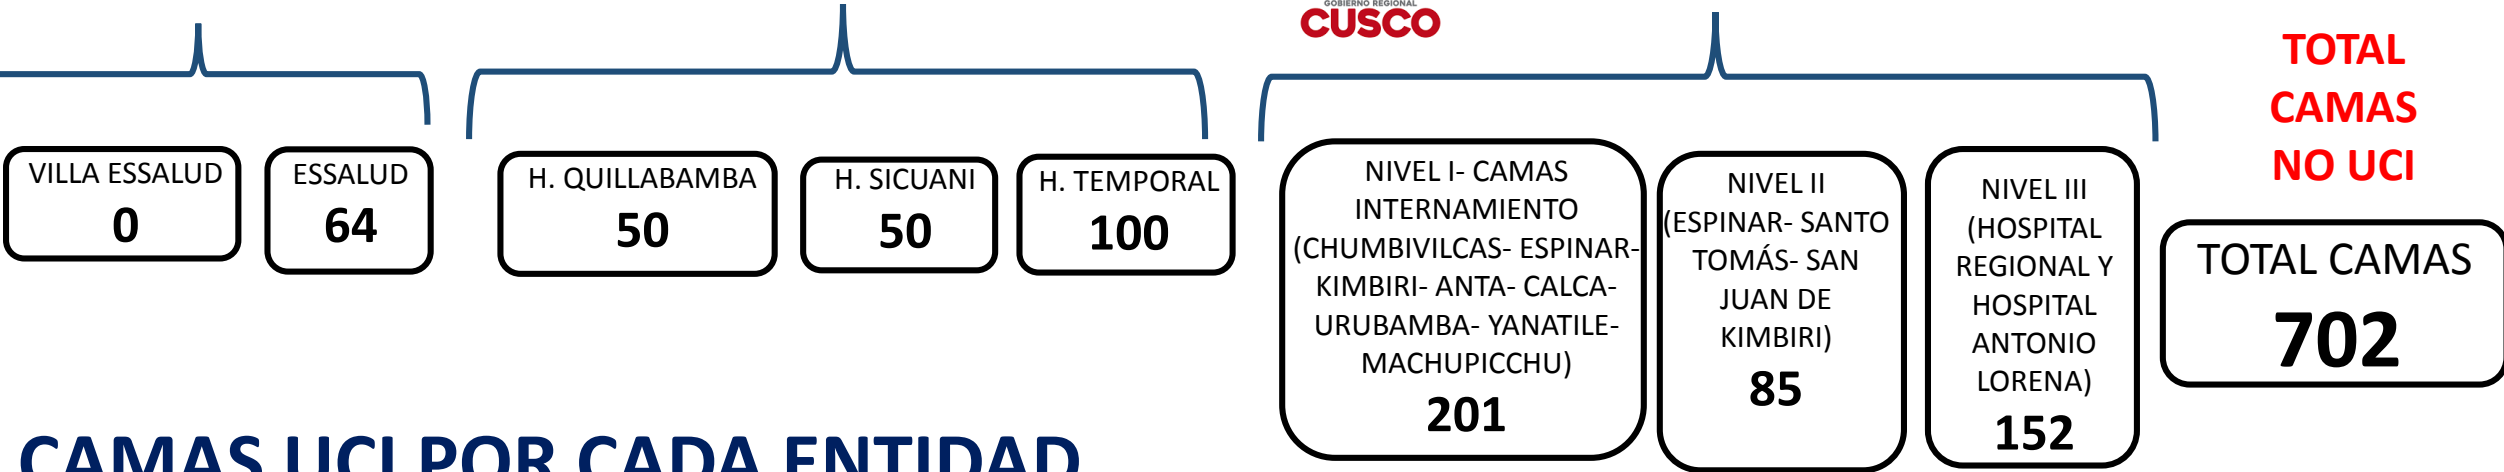 GOBIERNO REGIONAL
CUSCO
TOTAL
CAMAS
NO UCI
VILLA ESSALUD
0
ESSALUD
64
H. QUILLABAMBA
50
H. SICUANI
50
H. TEMPORAL
100
NIVEL I- CAMAS
INTERNAMIENTO
(CHUMBIVILCAS- ESPINAR-
KIMBIRI- ANTA- CALCA-
URUBAMBA- YANATILE-
MACHUPICCHU)
201
NIVEL II
(ESPINAR- SANTO
TOMÁS- SAN
JUAN DE
KIMBIRI)
85
NIVEL III
(HOSPITAL
REGIONAL Y
HOSPITAL
ANTONIO
LORENA)
152
TOTAL CAMAS
702
CAMAS UCI POR CADA ENTIDAD